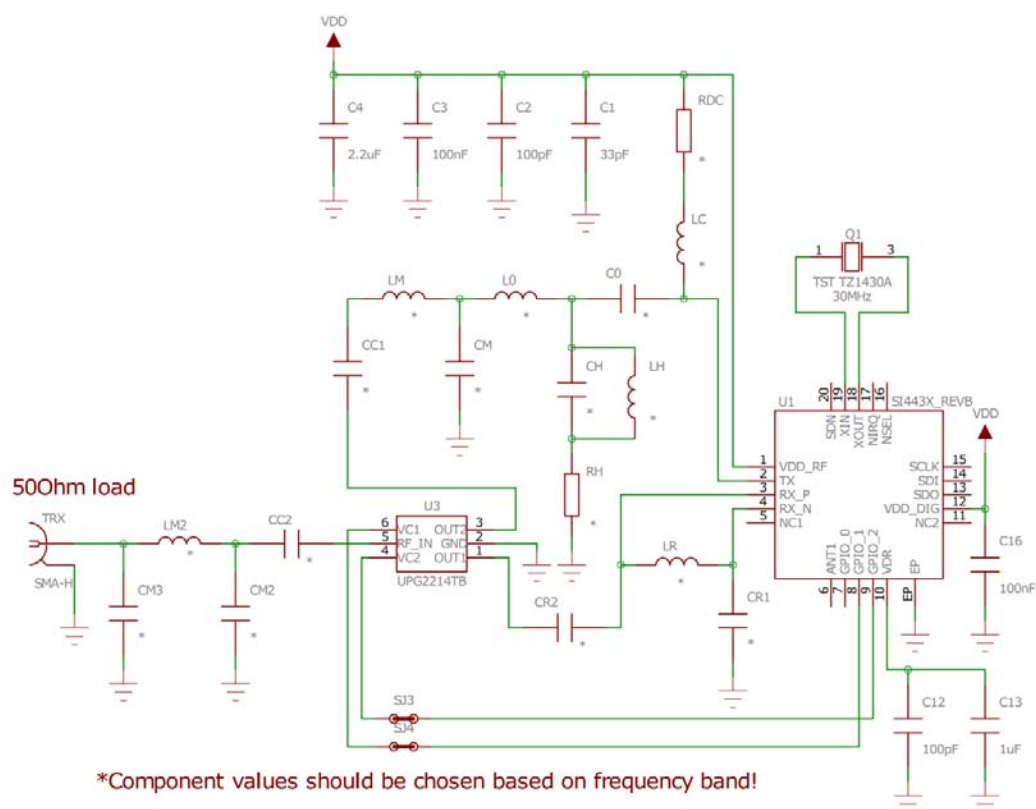 VDD
C4
2.2uF
C3
100nF
C2
100pF
C1
33pF
RDC
*
LC
*
Q1
1
3
TST TZ1430A
30MHz
LM
*
L0
*
C0
*
CC1
*
CM
*
CH
*
LH
*
RH
*
U1
SI443X_REVB
20
19
18
17
16
SDN
XIN
XOUT
NIRQ
NSEL
1
VDD_RF
2
TX
3
RX_P
4
RX_N
5
NC1
SCLK
15
SDI
14
SDO
13
VDD_DIG
12
NC2
11
ANT1
GPIO_0
GPIO_1
GPIO_2
VDR
EP
6
7
8
9
10
EP
VDD
C16
100nF
50Ohm load
TRX
SMA-H
LM2
*
CC2
*
CM3
*
CM2
*
U3
6
VC1
OUT2
3
5
RF_IN
GND
2
4
VC2
OUT1
1
UPG2214TB
LR
*
CR2
*
CR1
*
SJ3
SJ4
C12
100pF
C13
1uF
*Component values should be chosen based on frequency band!